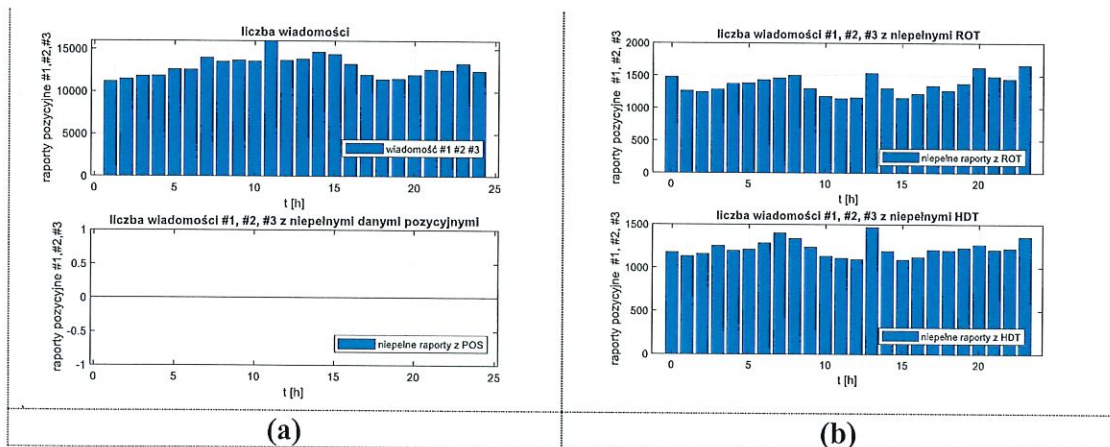 liczba wiadomości
raporty pozycyjne #1,#2,#3
15000
10000
5000
0
wiadomość #1 #2 #3
0 5 10 15 20 25
t [h]
liczba wiadomości #1, #2, #3 z niepełnymi danymi pozycyjnymi
raporty pozycyjne #1,#2,#3
1
0.5
0
-0.5
-1
niepełne raporty z POS
0 5 10 15 20 25
t [h]
(a)
liczba wiadomości #1, #2, #3 z niepełnymi ROT
raporty pozycyjne #1, #2, #3
2000
1500
1000
500
0
niepełne raporty z ROT
0 5 10 15 20
t [h]
liczba wiadomości #1, #2, #3 z niepełnymi HDT
raporty pozycyjne #1, #2, #3
1500
1000
500
0
niepełne raporty z HDT
0 5 10 15 20
t [h]
(b)